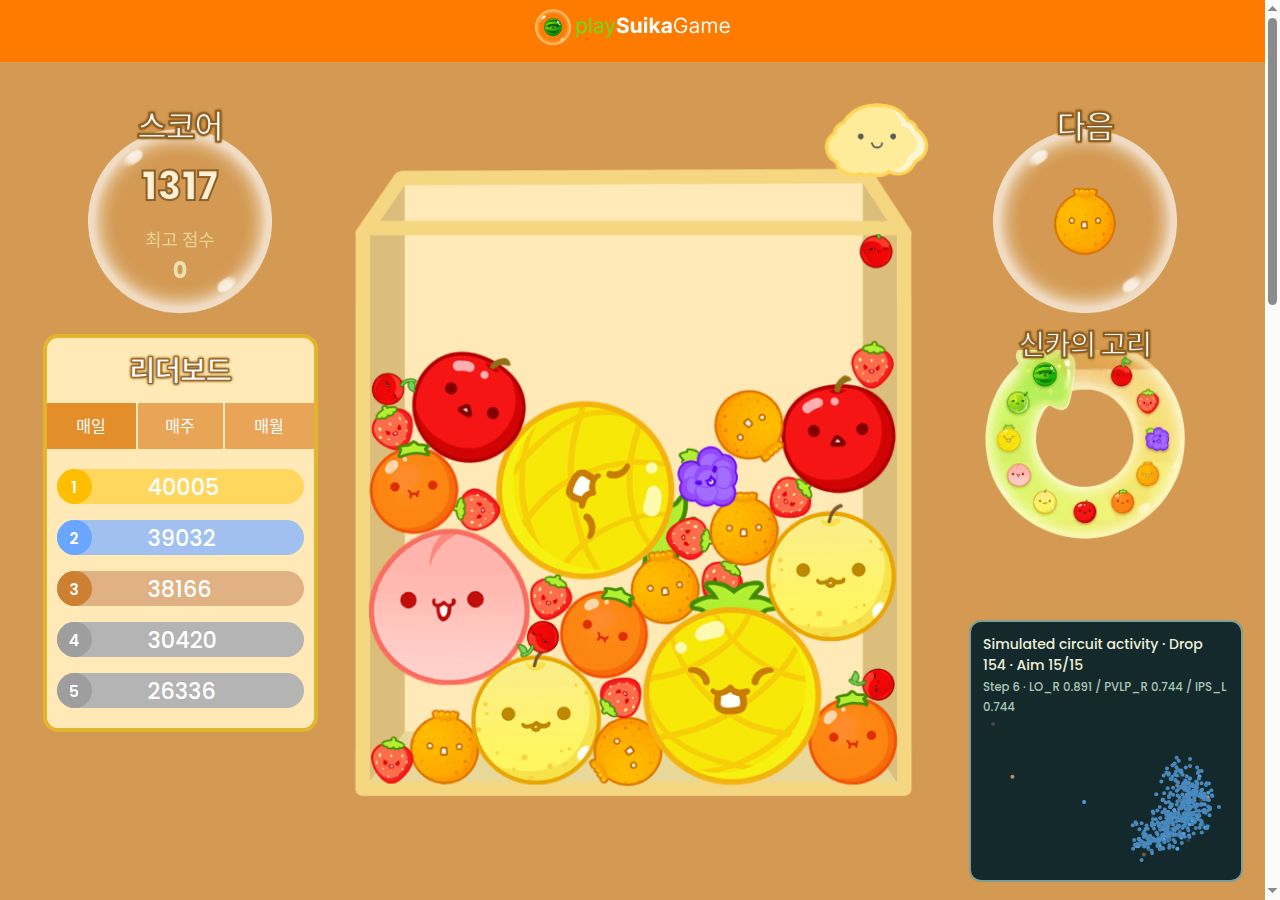 playSuikaGame
스코어
1317
최고 점수
0
다음
리더보드
매일 매주 매월
1 40005
2 39032
3 38166
4 30420
5 26336
신카의 고리
Simulated circuit activity · Drop
154 · Aim 15/15
Step 6 · LO_R 0.891 / PVLP_R 0.744 / IPS_L
0.744